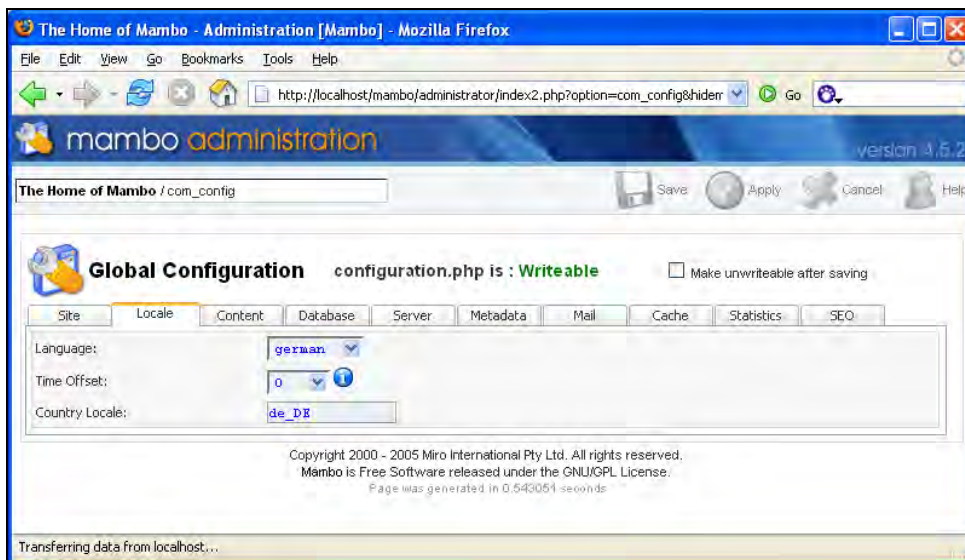 The Home of Mambo - Administration [Mambo] - Mozilla Firefox
File Edit View Go Bookmarks Tools Help
http://localhost/mambo/administrator/index2.php?option=com_config&hiden Go
mambo administration
version 4.5.2
The Home of Mambo / com_config Save Apply Cancel Help
Global Configuration configuration.php is : Writeable Make unwriteable after saving
Site Locale Content Database Server Metadata Mail Cache Statistics SEO
Language: german
Time Offset: 0
Country Locale: de_DE
Copyright 2000 - 2005 Miro International Pty Ltd. All rights reserved.
Mambo is Free Software released under the GNU/GPL License.
Page was generated in 0.543054 seconds
Transferring data from localhost...